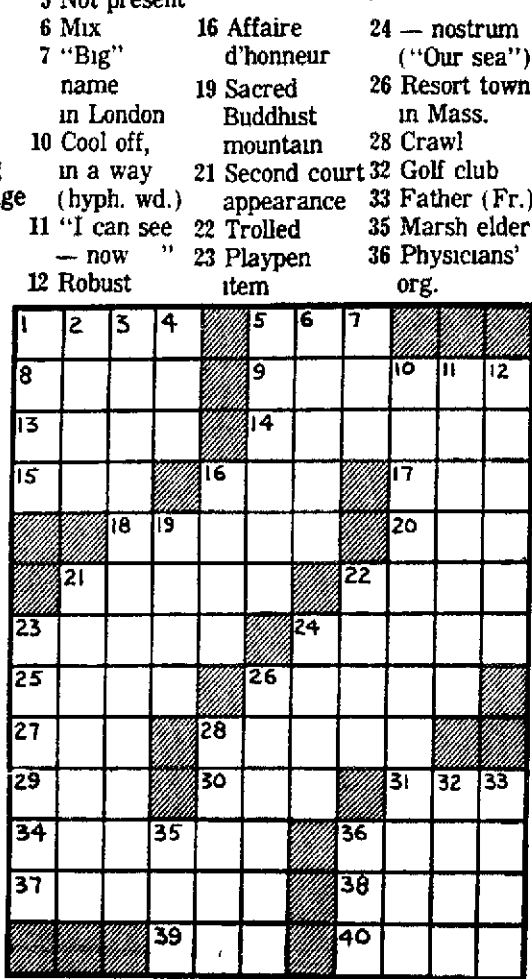 5 Not present
6 Mix
7 "Big"
name
in London
10 Cool off,
in a way
(hyph. wd.)
11 "I can see
— now "
12 Robust
16 Affaire
d'honneur
19 Sacred
Buddhist
mountain
21 Second court
appearance
22 Trolled
23 Playpen
item
24 — nostrum
("Our sea")
26 Resort town
in Mass.
28 Crawl
32 Golf club
33 Father (Fr.)
35 Marsh elder
36 Physicians'
org.
1 2 3 4 5 6 7
8 9 10 11 12
13 14
15 16 17
18 19 20
21 22
23 24
25 26
27 28
29 30 31 32 33
34 35 36
37 38
39 40